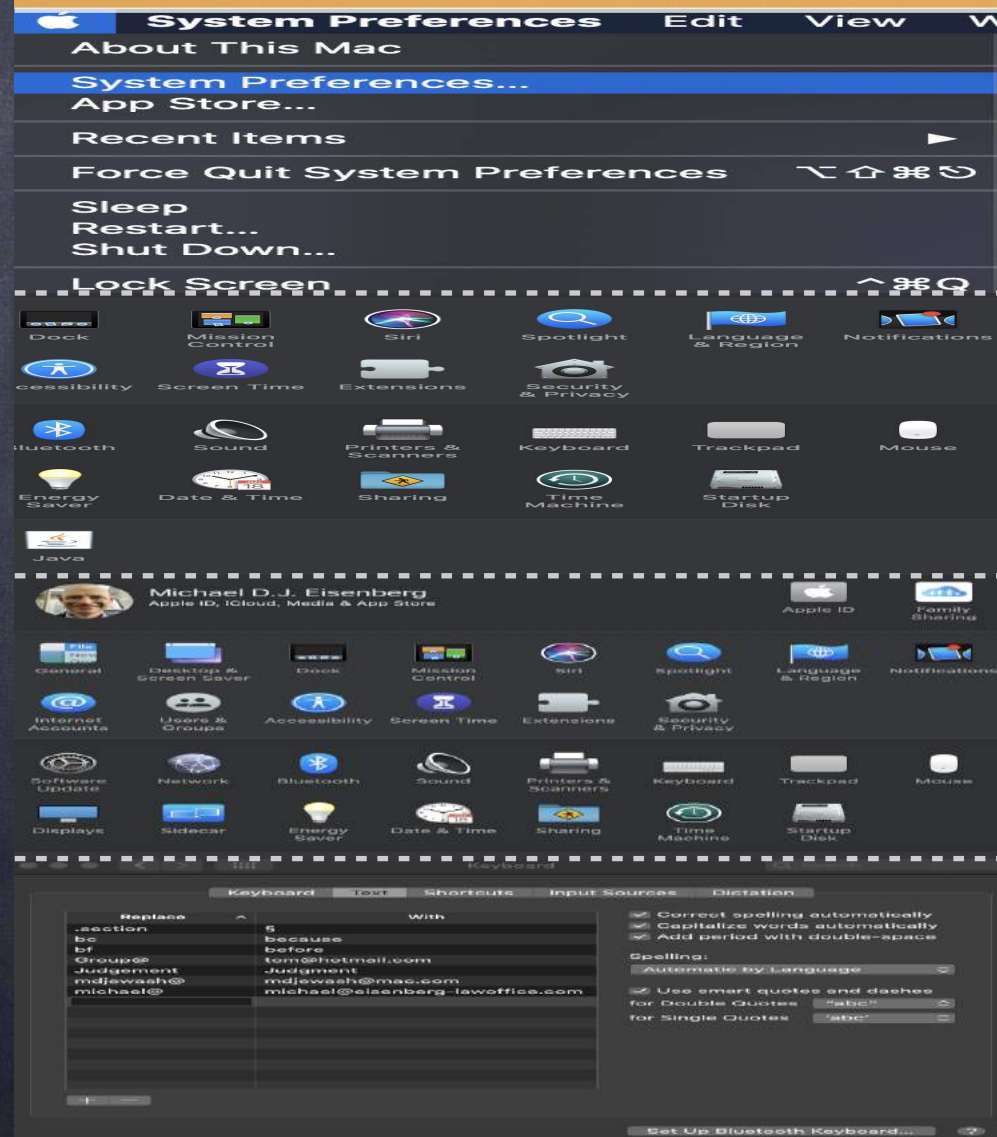 System Preferences Edit View W
About This Mac
System Preferences...
App Store...
Recent Items
Force Quit System Preferences ⌥⇧⌘⎋
Sleep
Restart...
Shut Down...
Lock Screen ^⌘Q
Dock Mission Control Siri Spotlight Language & Region Notifications
cessibility Screen Time Extensions Security & Privacy
luetooth Sound Printers & Scanners Keyboard Trackpad Mouse
Energy Saver Date & Time Sharing Time Machine Startup Disk
Java
Michael D.J. Eisenberg
Apple ID, iCloud, Media & App Store
Apple ID Family Sharing
General Desktop & Screen Saver Dock Mission Control Siri Spotlight Language & Region Notifications
Internet Accounts Users & Groups Accessibility Screen Time Extensions Security & Privacy
Software Update Network Bluetooth Sound Printers & Scanners Keyboard Trackpad Mouse
Displays Sidecar Energy Saver Date & Time Sharing Time Machine Startup Disk
Keyboard
Keyboard Text Shortcuts Input Sources Dictation
Replace With
.section
bc because
bf before
Group@ tom@hotmail.com
Judgement Judgment
mdjewash@ mdjewash@mac.com
michael@ michael@eisenberg-lawoffice.com
Correct spelling automatically
Capitalize words automatically
Add period with double-space
Spelling:
Automatic by Language
Use smart quotes and dashes
for Double Quotes "abc"
for Single Quotes 'abc'
+ −
Set Up Bluetooth Keyboard... ?